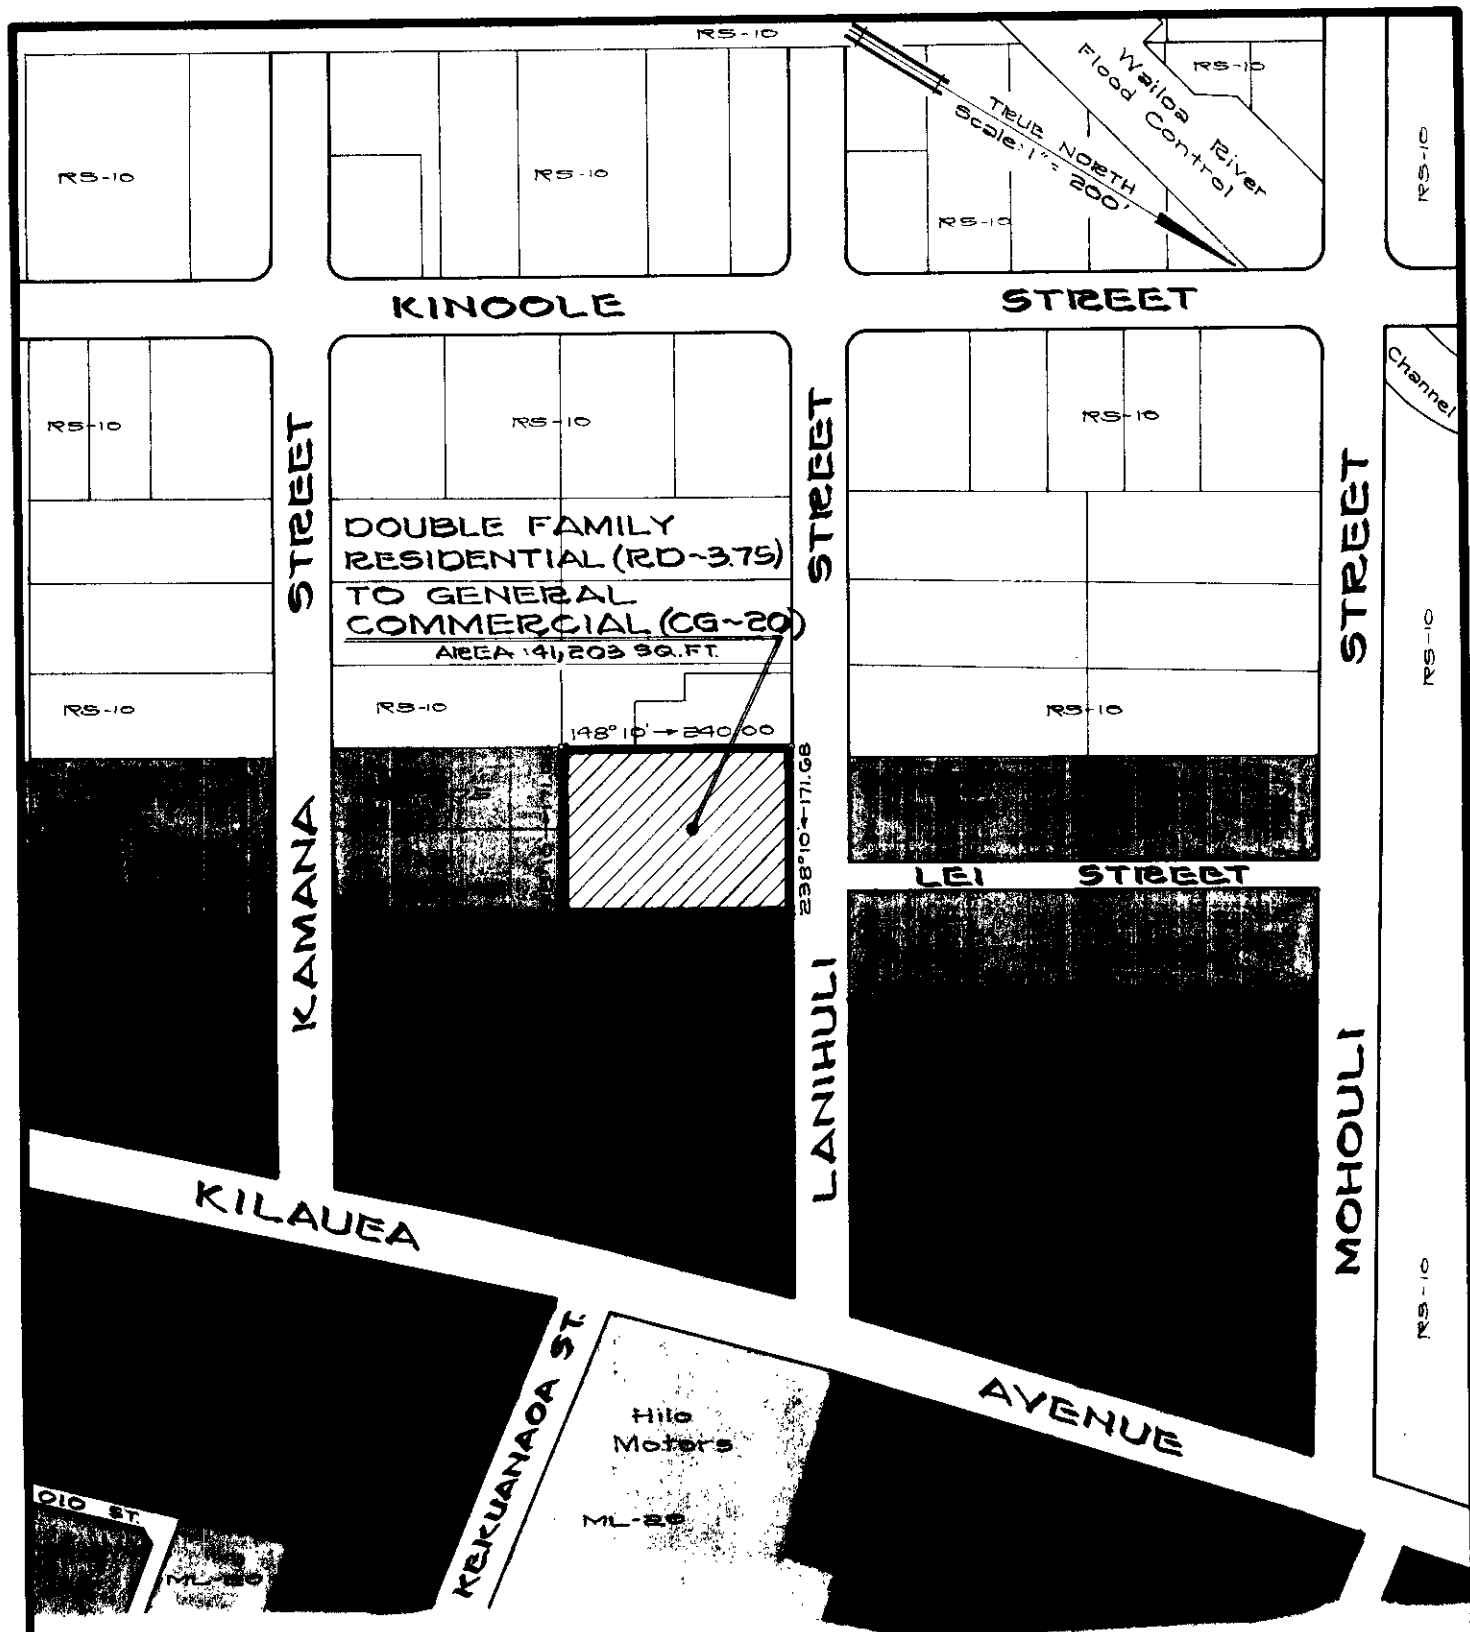 RS-10
RS-10
RS-10
RS-10
RS-10
RS-10
Wailoa River
Flood Control
TRUE NORTH
Scale: 1" = 200'
KINOOLE STREET
Channel
RS-10
RS-10
RS-10
STREET
STREET
STREET
DOUBLE FAMILY
RESIDENTIAL (RD~3.75)
TO GENERAL
COMMERCIAL (CG~20)
AREA : 41,203 SQ. FT.
RS-10
RS-10
RS-10
RS-10
148° 10' → 240.00
238° 10' ← 171.68
LEI STREET
KAMANA
LANIHULI
MOHOULI
KILAUEA
AVENUE
RS-10
KEKUANAOA ST.
Hilo
Motors
ML-20
OIO ST.
ML-20